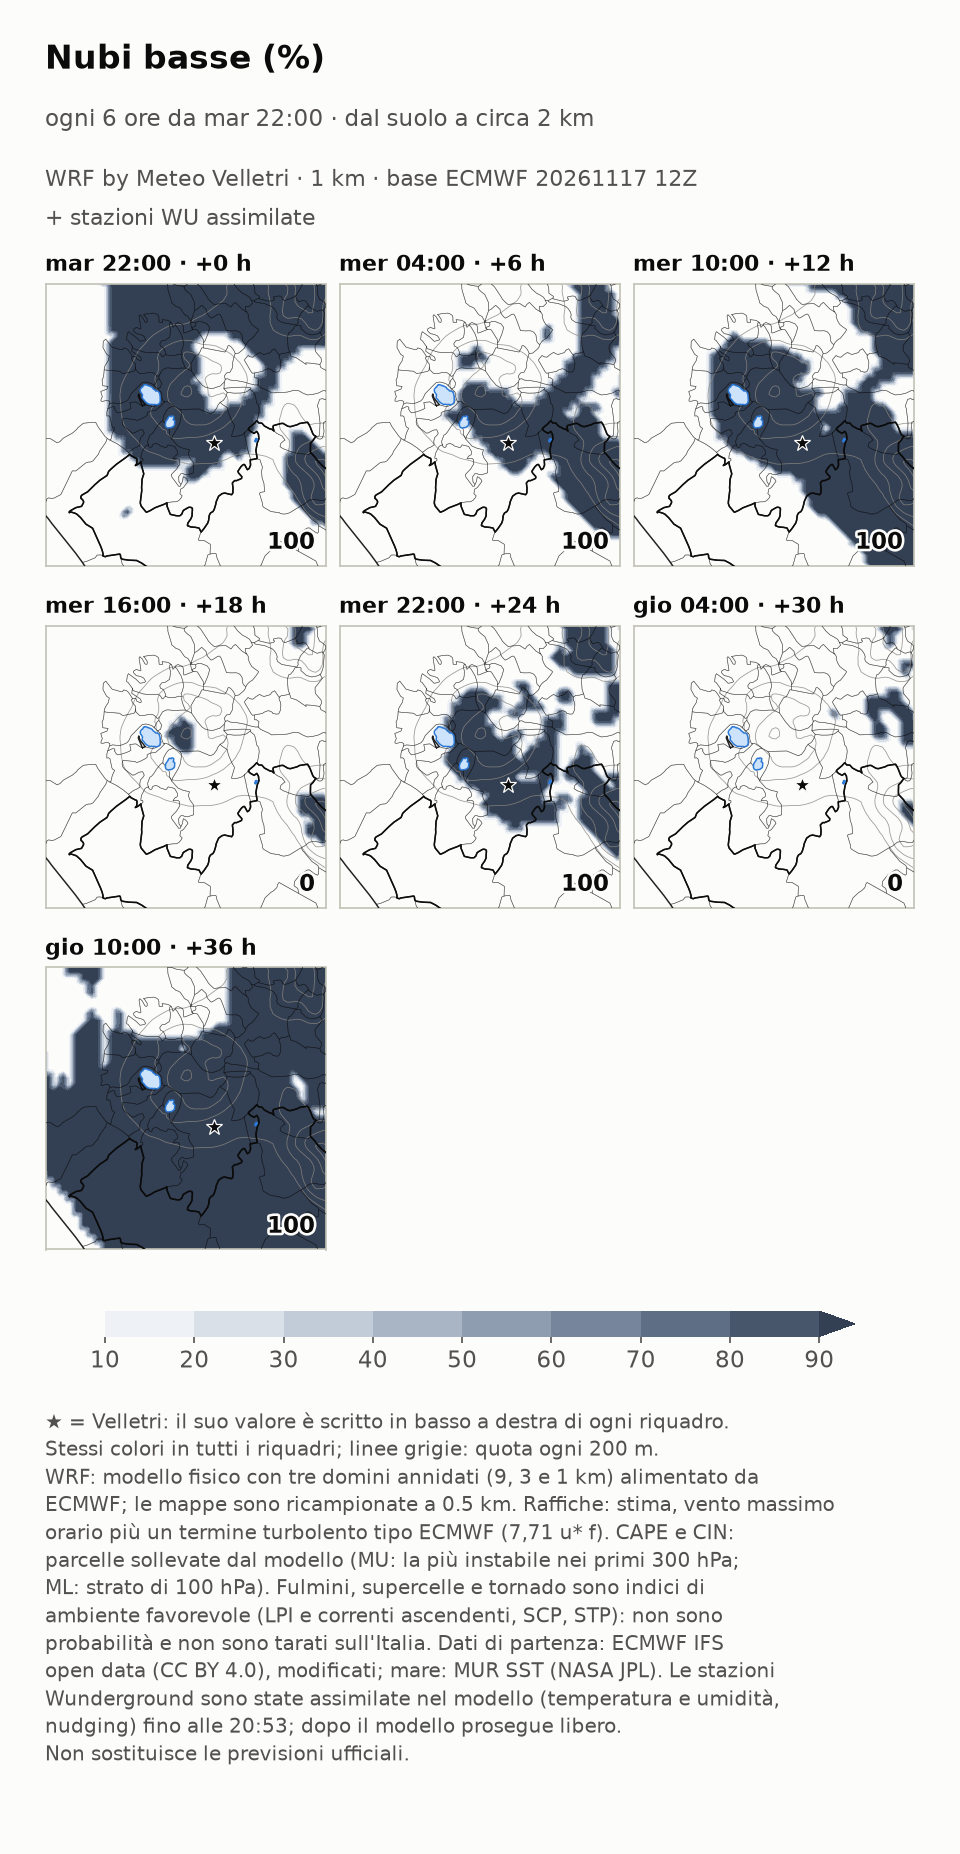 Nubi basse (%)
ogni 6 ore da mar 22:00 · dal suolo a circa 2 km
WRF by Meteo Velletri · 1 km · base ECMWF 20261117 12Z
+ stazioni WU assimilate
mar 22:00 · +0 h
mer 04:00 · +6 h
mer 10:00 · +12 h
100
100
100
mer 16:00 · +18 h
mer 22:00 · +24 h
gio 04:00 · +30 h
0
100
0
gio 10:00 · +36 h
100
10 20 30 40 50 60 70 80 90
★ = Velletri: il suo valore è scritto in basso a destra di ogni riquadro.
Stessi colori in tutti i riquadri; linee grigie: quota ogni 200 m.
WRF: modello fisico con tre domini annidati (9, 3 e 1 km) alimentato da
ECMWF; le mappe sono ricampionate a 0.5 km. Raffiche: stima, vento massimo
orario più un termine turbolento tipo ECMWF (7,71 u* f). CAPE e CIN:
parcelle sollevate dal modello (MU: la più instabile nei primi 300 hPa;
ML: strato di 100 hPa). Fulmini, supercelle e tornado sono indici di
ambiente favorevole (LPI e correnti ascendenti, SCP, STP): non sono
probabilità e non sono tarati sull'Italia. Dati di partenza: ECMWF IFS
open data (CC BY 4.0), modificati; mare: MUR SST (NASA JPL). Le stazioni
Wunderground sono state assimilate nel modello (temperatura e umidità,
nudging) fino alle 20:53; dopo il modello prosegue libero.
Non sostituisce le previsioni ufficiali.